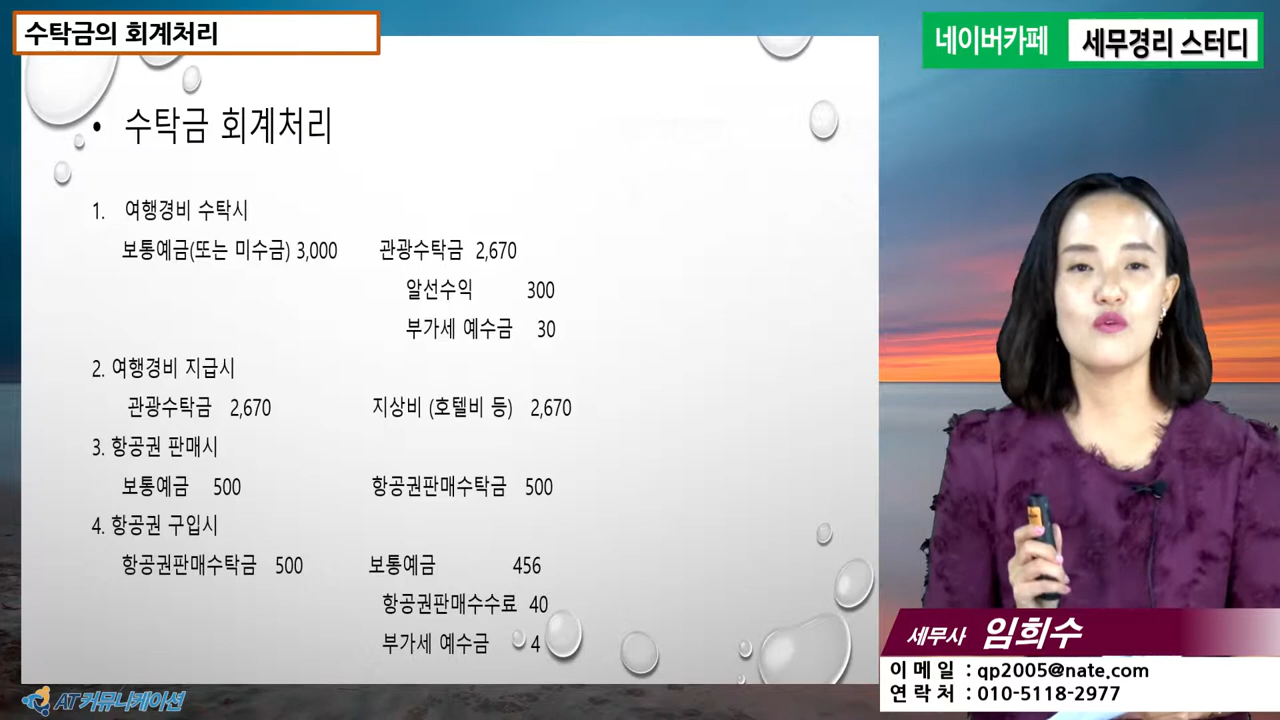 수탁금의 회계처리
네이버카페 세무경리 스터디
• 수탁금 회계처리
1. 여행경비 수탁시
보통예금(또는 미수금) 3,000 관광수탁금 2,670
알선수익 300
부가세 예수금 30
2. 여행경비 지급시
관광수탁금 2,670 지상비 (호텔비 등) 2,670
3. 항공권 판매시
보통예금 500 항공권판매수탁금 500
4. 항공권 구입시
항공권판매수탁금 500 보통예금 456
항공권판매수수료 40
부가세 예수금 4
세무사 임희수
이 메 일 : qp2005@nate.com
연 락 처 : 010-5118-2977
AT커뮤니케이션